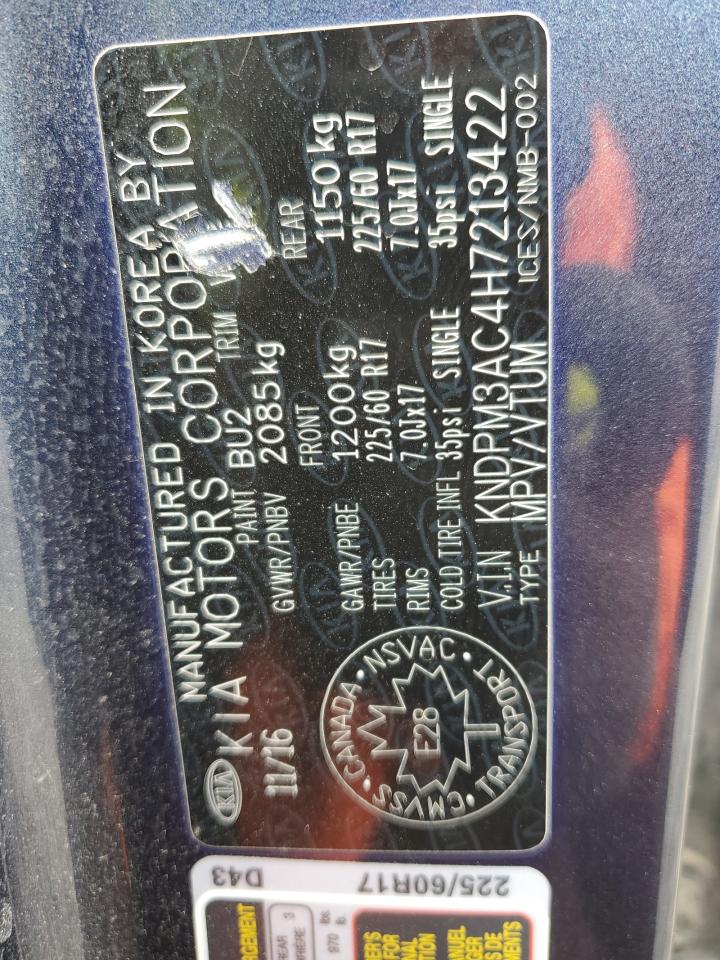 MANUFACTURED IN KOREA BY
KIA KIA MOTORS CORPORATION
11/16 PAINT BU2 TRIM
GVWR/PNBV 2085kg
FRONT REAR
GAWR/PNBE 1200kg 1150kg
TIRES 225/60 R17 225/60 R17
RIMS 7.0Jx17 7.0Jx17
COLD TIRE INFL 35psi SINGLE 35psi SINGLE
V.I.N KNDPM3AC4H7213422
TYPE MPV/VTUM ICES/NMB-002
CANADA • NSVAC • TRANSPORT • CMVSS
M T
E28
225/60R17 D43